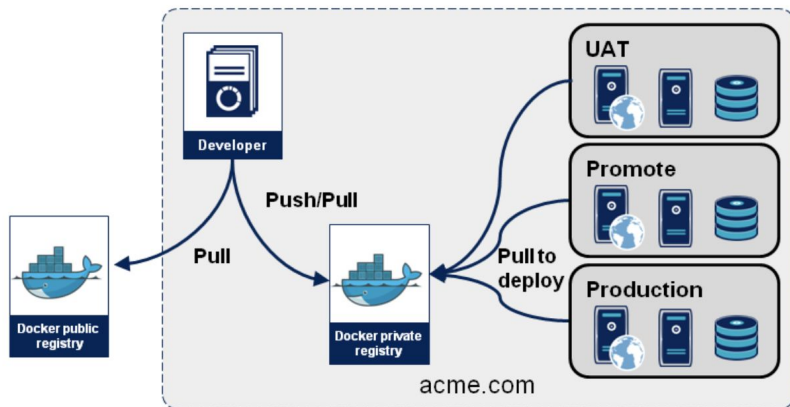 UAT
Developer
Promote
Push/Pull
Pull
Pull to
deploy
Production
Docker public
registry
Docker private
registry
acme.com